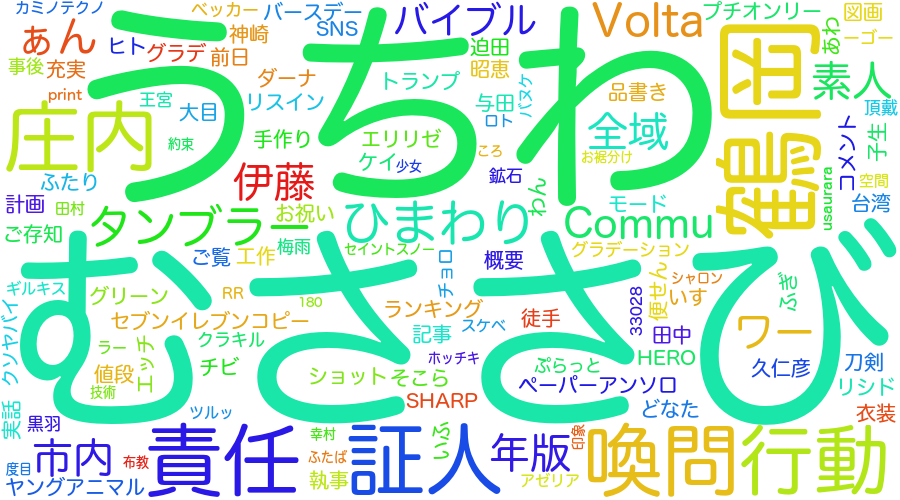 カミノテクノ
ベッカー
バースデー
SNS
バイブル
Volta
プチオンリー
図画
ぁん
ヒト
グラデ
神崎
前日
うちわ
迫田
昭恵
あわ
ーゴー
事後
充実
print
王宮
大目
約束
ダーナ
リスイン
手作り
トランプ
エリリゼ
ケイ
少女
与田
ロト
バヌケ
ころ
鉱石
品書き
全域
お裾分け
鶴岡
素人
頂戴
コメント
子生
庄内
ふたり
計画
田村
ご存知
伊藤
お祝い
タンブラー
ひまわり
わん
Commu
モード
usaurara
空間
台湾
ご覧
工作
梅雨
セイントスノー
チョロ
概要
グラデーション
便せん
シャロン
いす
ふぎ
むささび
ギルキス
クソヤバイ
グリーン
RR
180
セブンイレブンコピー
ランキング
記事
スケベ
徒手
33028
田中
HERO
ワー
久仁彦
刀剣
リシド
ラー
エッチ
値段
技術
クラキル
チビ
ホッチキ
ショット
そこら
ぷらっと
ペーパーアンソロ
SHARP
どなた
衣装
実話
黒羽
ツルッ
市内
度目
布教
ヤングアニマル
責任
幸村
ふたば
執事
証人
いふ
年版
アゼリア
印象
喚問
行動